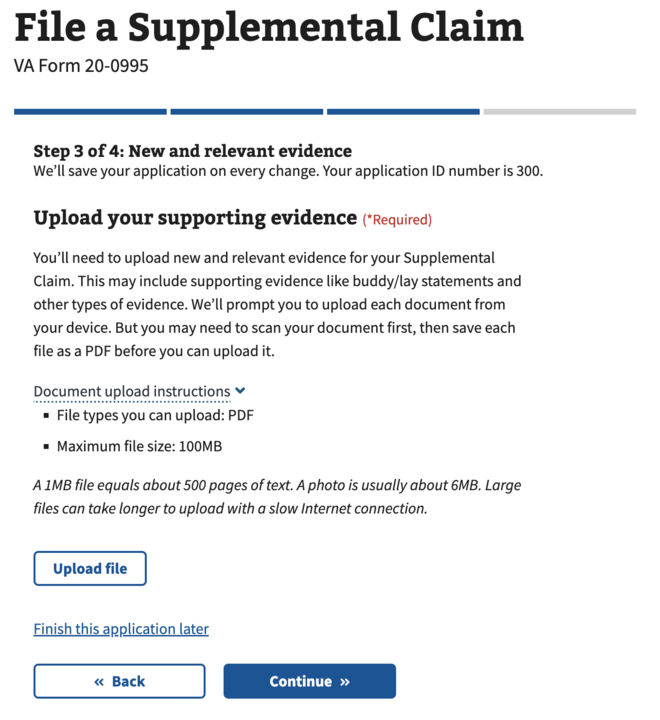 File a Supplemental Claim
VA Form 20-0995
Step 3 of 4: New and relevant evidence
We’ll save your application on every change. Your application ID number is 300.
Upload your supporting evidence (*Required)
You’ll need to upload new and relevant evidence for your Supplemental
Claim. This may include supporting evidence like buddy/lay statements and
other types of evidence. We’ll prompt you to upload each document from
your device. But you may need to scan your document first, then save each
file as a PDF before you can upload it.
Document upload instructions
▪ File types you can upload: PDF
▪ Maximum file size: 100MB
A 1MB file equals about 500 pages of text. A photo is usually about 6MB. Large
files can take longer to upload with a slow Internet connection.
Upload file
Finish this application later
« Back
Continue »